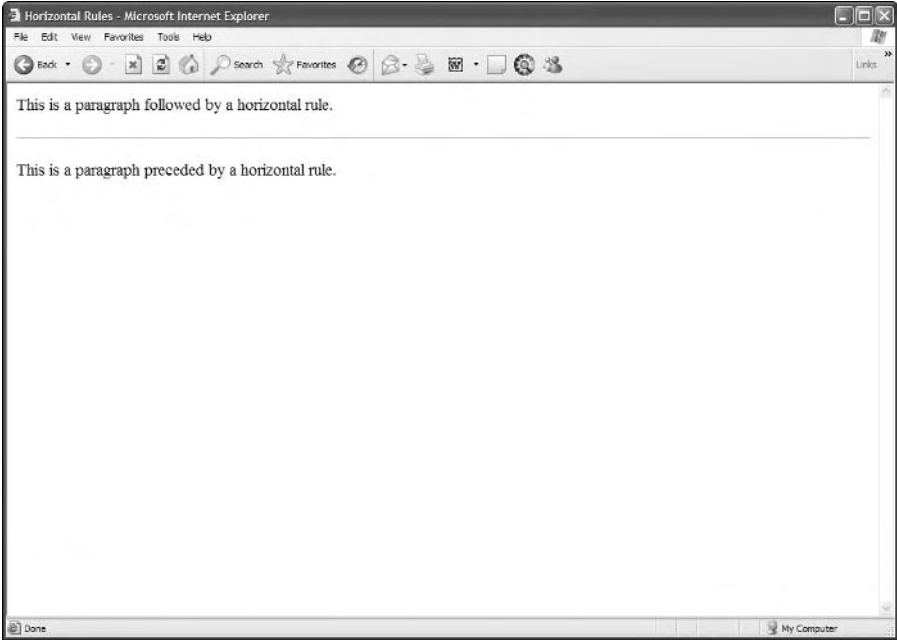 Horizontal Rules - Microsoft Internet Explorer
File Edit View Favorites Tools Help
Back Search Favorites Links »
This is a paragraph followed by a horizontal rule.
This is a paragraph preceded by a horizontal rule.
Done My Computer